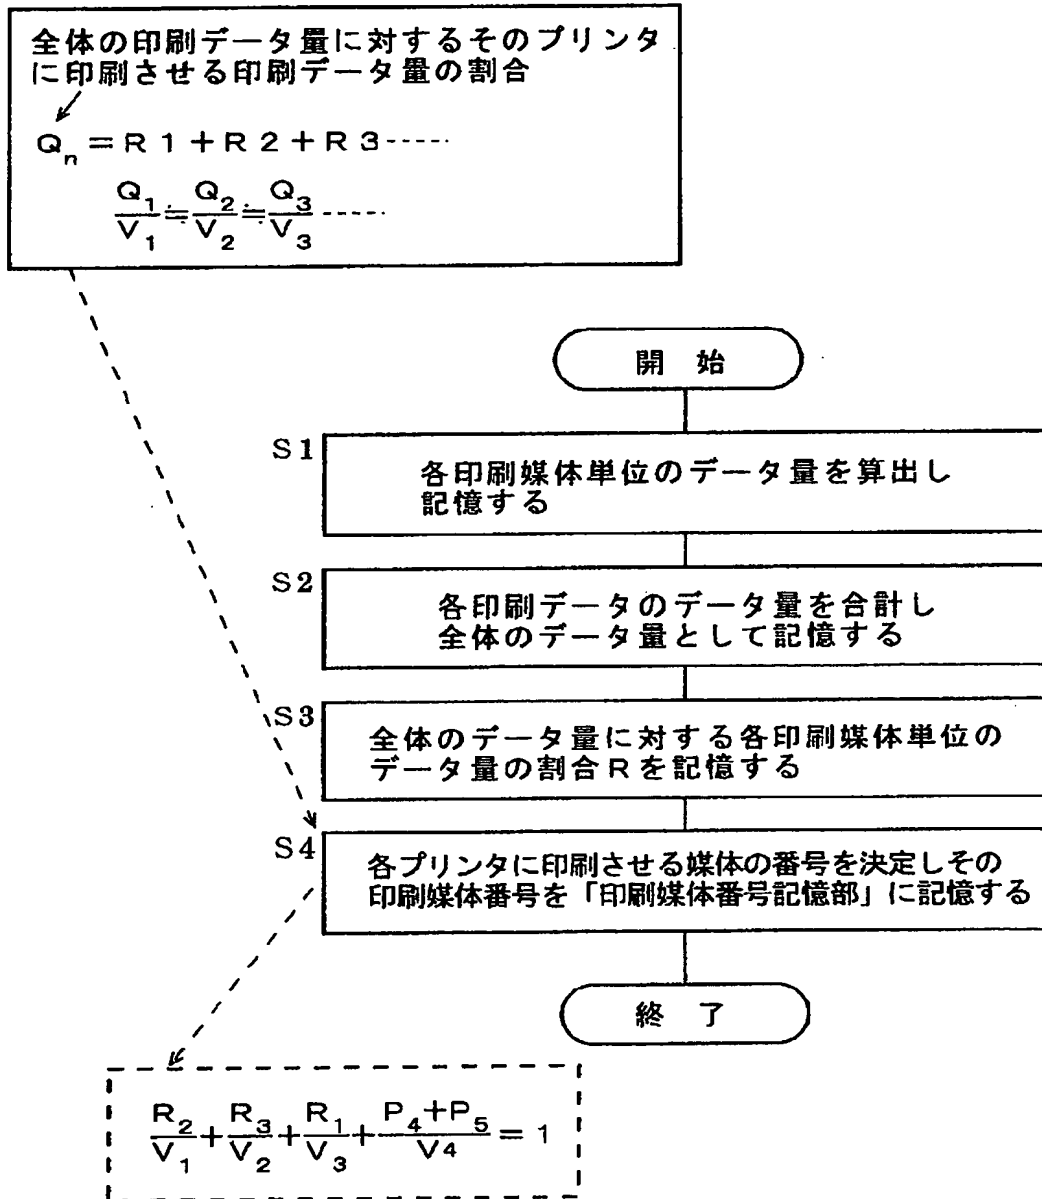 全体の印刷データ量に対するそのプリンタ
に印刷させる印刷データ量の割合
Qn = R1 + R2 + R3 -----
Q1/V1 ≒ Q2/V2 ≒ Q3/V3 -----
開 始
S1
各印刷媒体単位のデータ量を算出し
記憶する
S2
各印刷データのデータ量を合計し
全体のデータ量として記憶する
S3
全体のデータ量に対する各印刷媒体単位の
データ量の割合Rを記憶する
S4
各プリンタに印刷させる媒体の番号を決定しその
印刷媒体番号を「印刷媒体番号記憶部」に記憶する
終 了
R2/V1 + R3/V2 + R1/V3 + (P4+P5)/V4 = 1